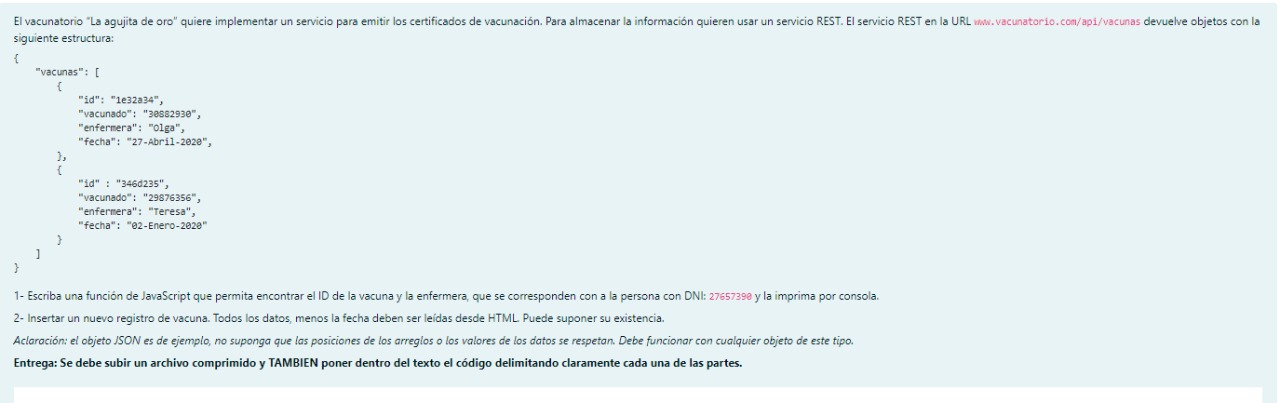 El vacunatorio "La agujita de oro" quiere implementar un servicio para emitir los certificados de vacunación. Para almacenar la información quieren usar un servicio REST. El servicio REST en la URL www.vacunatorio.com/api/vacunas devuelve objetos con la
siguiente estructura:
{
"vacunas": [
{
"id": "1e32a34",
"vacunado": "30882930",
"enfermera": "Olga",
"fecha": "27-Abril-2020",
},
{
"id" : "346d235",
"vacunado": "29876356",
"enfermera": "Teresa",
"fecha": "02-Enero-2020"
}
]
}
1- Escriba una función de JavaScript que permita encontrar el ID de la vacuna y la enfermera, que se corresponden con a la persona con DNI: 27657390 y la imprima por consola.
2- Insertar un nuevo registro de vacuna. Todos los datos, menos la fecha deben ser leídas desde HTML. Puede suponer su existencia.
Aclaración: el objeto JSON es de ejemplo, no suponga que las posiciones de los arreglos o los valores de los datos se respetan. Debe funcionar con cualquier objeto de este tipo.
Entrega: Se debe subir un archivo comprimido y TAMBIEN poner dentro del texto el código delimitando claramente cada una de las partes.